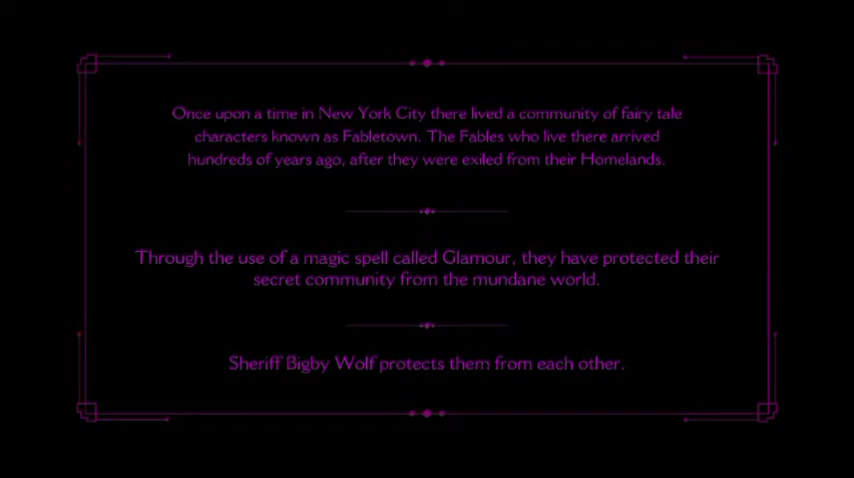 Once upon a time in New York City there lived a community of fairy tale
characters known as Fabletown. The Fables who live there arrived
hundreds of years ago, after they were exiled from their Homelands.
Through the use of a magic spell called Glamour, they have protected their
secret community from the mundane world.
Sheriff Bigby Wolf protects them from each other.